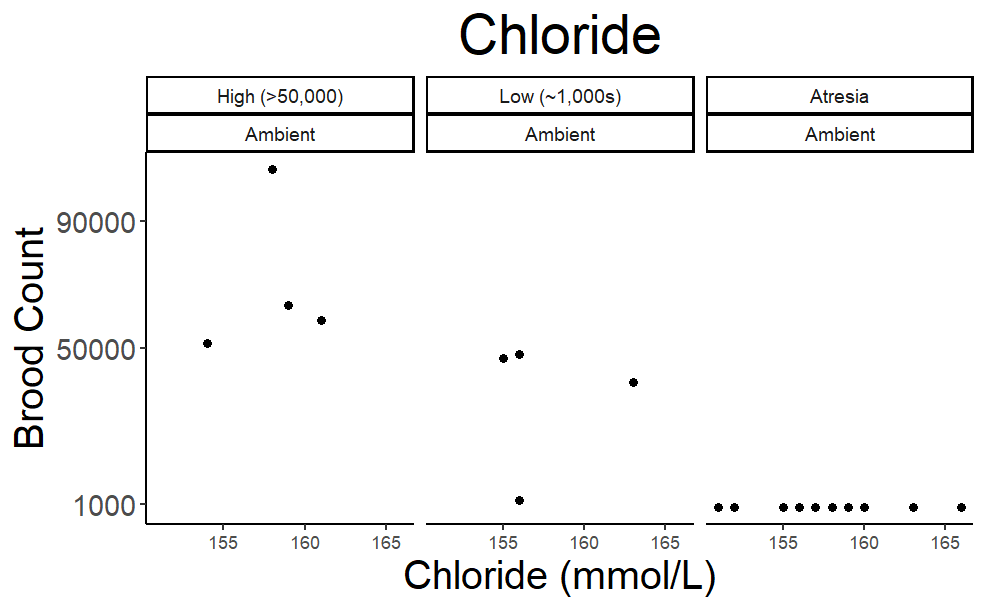 Chloride
High (>50,000)
Low (~1,000s)
Atresia
Ambient
Ambient
Ambient
Brood Count
90000
50000
1000
155
160
165
155
160
165
155
160
165
Chloride (mmol/L)